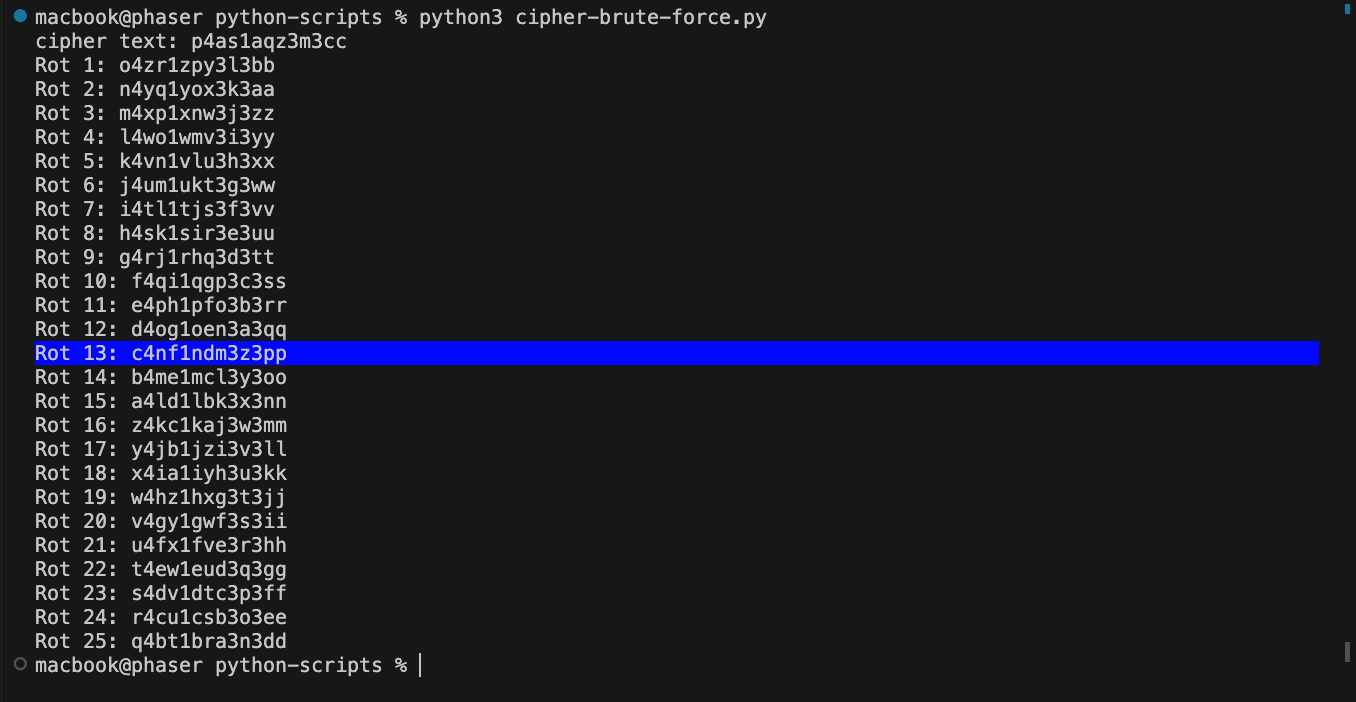 macbook@phaser python-scripts % python3 cipher-brute-force.py
cipher text: p4as1aqz3m3cc
Rot 1: o4zr1zpy3l3bb
Rot 2: n4yq1yox3k3aa
Rot 3: m4xp1xnw3j3zz
Rot 4: l4wo1wmv3i3yy
Rot 5: k4vn1vlu3h3xx
Rot 6: j4um1ukt3g3ww
Rot 7: i4tl1tjs3f3vv
Rot 8: h4sk1sir3e3uu
Rot 9: g4rj1rhq3d3tt
Rot 10: f4qi1qgp3c3ss
Rot 11: e4ph1pfo3b3rr
Rot 12: d4og1oen3a3qq
Rot 13: c4nf1ndm3z3pp
Rot 14: b4me1mcl3y3oo
Rot 15: a4ld1lbk3x3nn
Rot 16: z4kc1kaj3w3mm
Rot 17: y4jb1jzi3v3ll
Rot 18: x4ia1iyh3u3kk
Rot 19: w4hz1hxg3t3jj
Rot 20: v4gy1gwf3s3ii
Rot 21: u4fx1fve3r3hh
Rot 22: t4ew1eud3q3gg
Rot 23: s4dv1dtc3p3ff
Rot 24: r4cu1csb3o3ee
Rot 25: q4bt1bra3n3dd
macbook@phaser python-scripts %